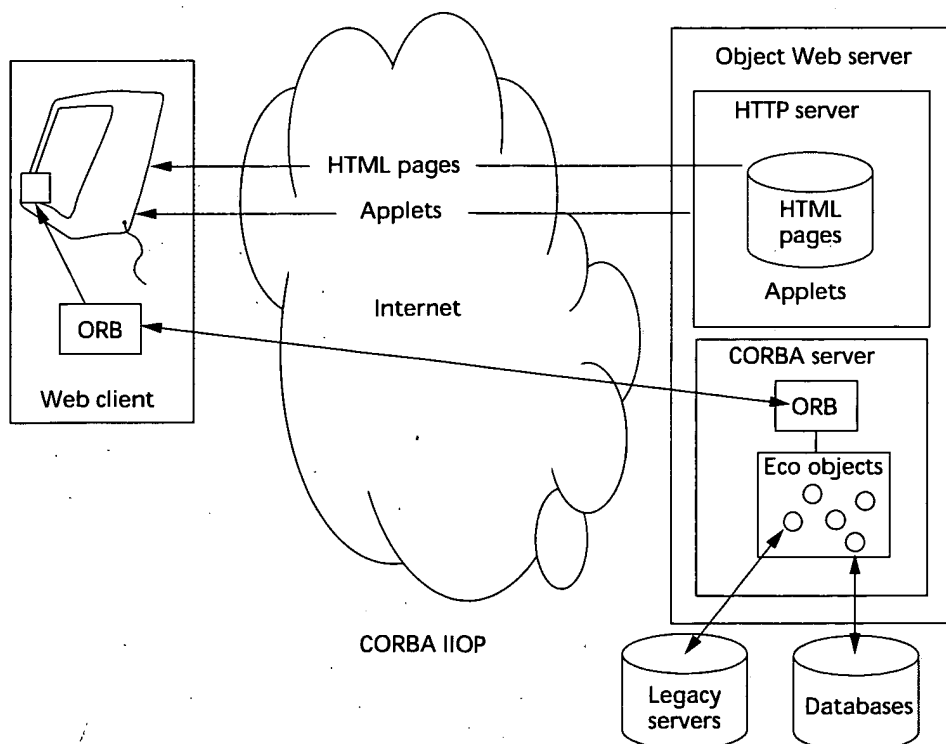 Object Web server
HTTP server
HTML pages
Applets
HTML
pages
Applets
Internet
ORB
Web client
CORBA server
ORB
Eco objects
CORBA IIOP
Legacy
servers
Databases